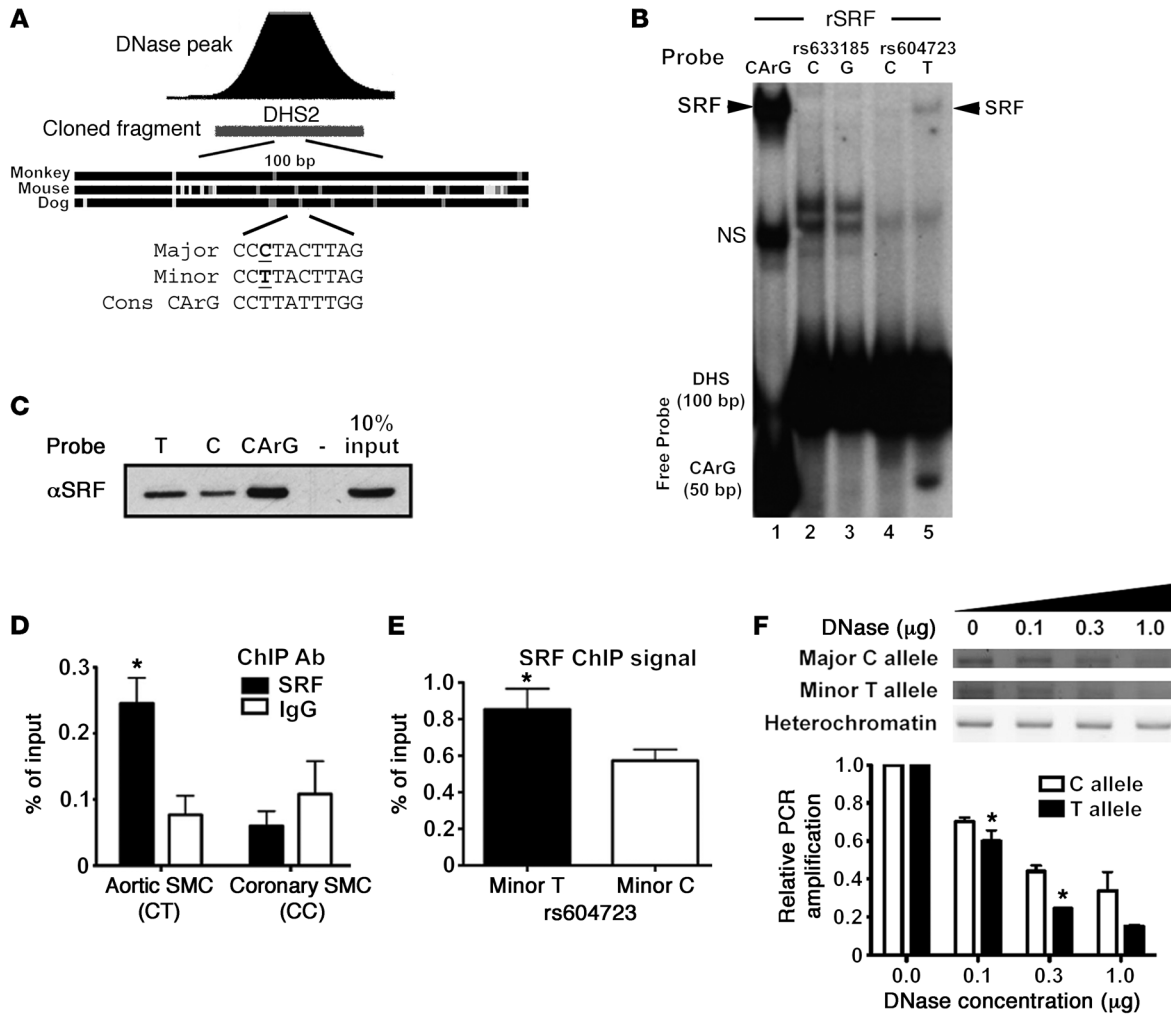 A
DNase peak
DHS2
Cloned fragment
100 bp
Monkey
Mouse
Dog
Major CCCTACTTAG
Minor CCTTACTTAG
Cons CArG CCTTATTTGG
B
rSRF
Probe
rs633185 rs604723
CArG C G C T
SRF
SRF
NS
DHS
(100 bp)
CArG
(50 bp)
Free Probe
1 2 3 4 5
C
Probe T C CArG - 10% input
αSRF
D
ChIP Ab
SRF
IgG
*
% of input
0.3
0.2
0.1
0
Aortic SMC
(CT)
Coronary SMC
(CC)
E
SRF ChIP signal
*
% of input
1.0
0.8
0.6
0.4
0.2
0
Minor T Minor C
rs604723
F
DNase (µg) 0 0.1 0.3 1.0
Major C allele
Minor T allele
Heterochromatin
C allele
T allele
*
*
Relative PCR
amplification
1.0
0.8
0.6
0.4
0.2
0
0.0 0.1 0.3 1.0
DNase concentration (µg)